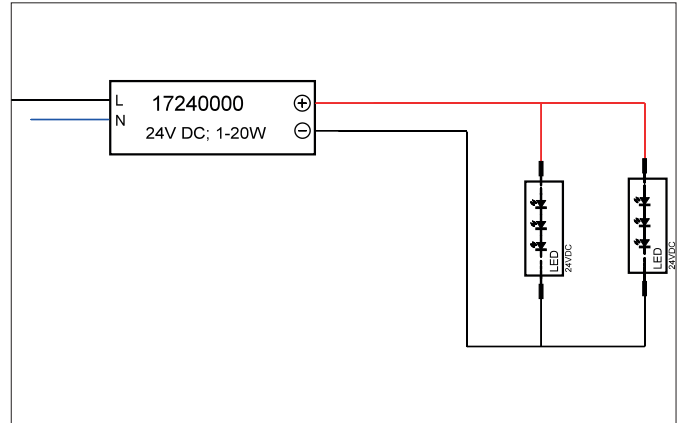 L
17240000
+
N
24V DC; 1-20W
−
LED
24VDC
LED
24VDC